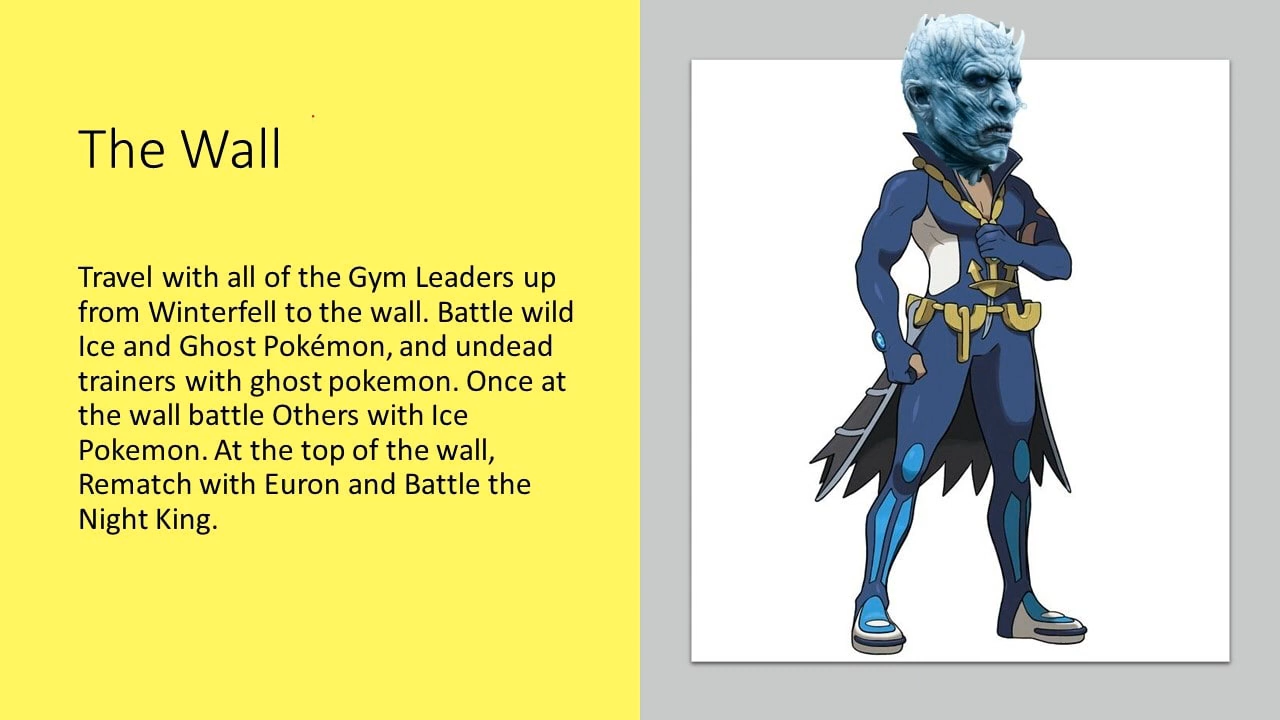 The Wall
Travel with all of the Gym Leaders up
from Winterfell to the wall. Battle wild
Ice and Ghost Pokémon, and undead
trainers with ghost pokemon. Once at
the wall battle Others with Ice
Pokemon. At the top of the wall,
Rematch with Euron and Battle the
Night King.